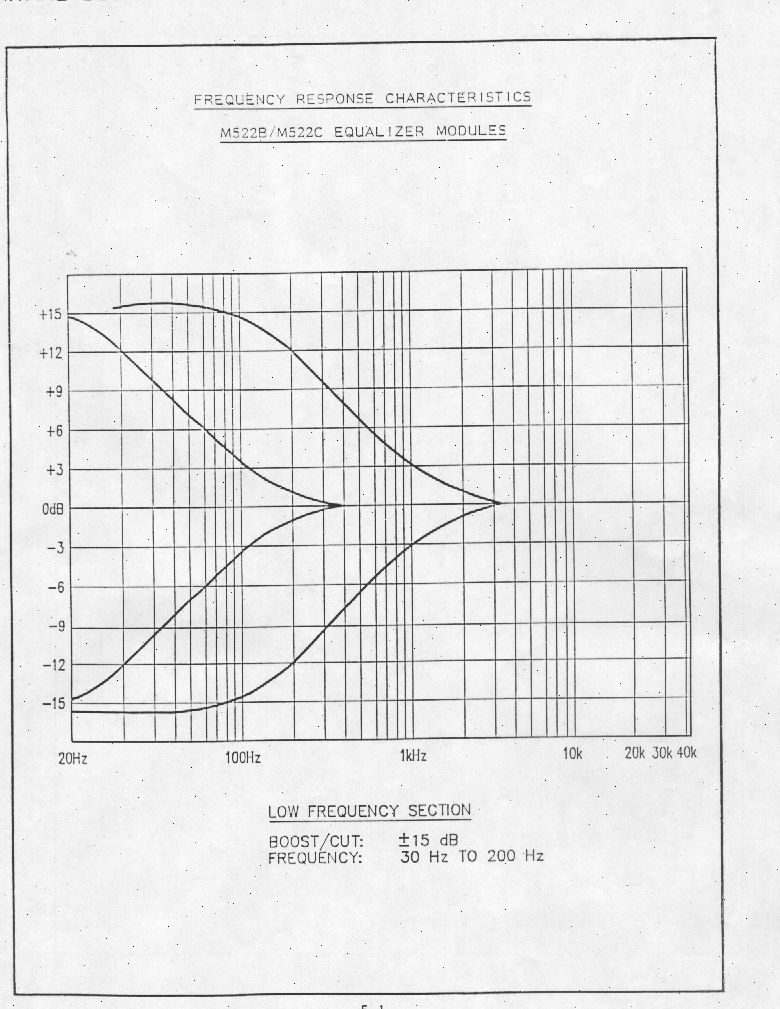 FREQUENCY RESPONSE CHARACTERISTICS
M522B/M522C EQUALIZER MODULES
+15
+12
+9
+6
+3
0dB
−3
−6
−9
−12
−15
20Hz 100Hz 1kHz 10k 20k 30k 40k
LOW FREQUENCY SECTION
BOOST/CUT: ±15 dB
FREQUENCY: 30 Hz TO 200 Hz